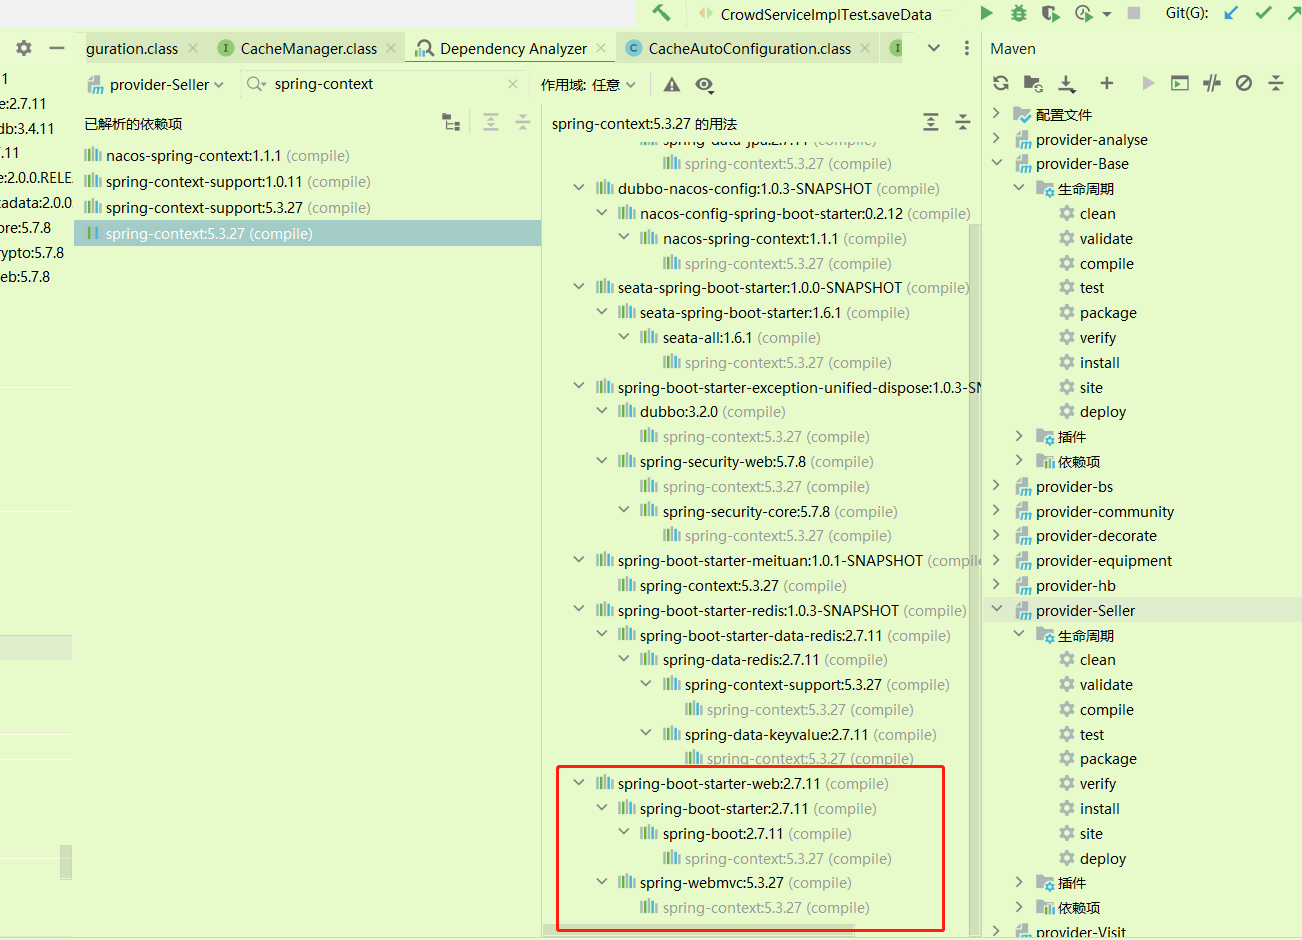 CrowdServiceImplTest.saveData
Git(G):
guration.class
CacheManager.class
Dependency Analyzer
CacheAutoConfiguration.class
Maven
provider-Seller
spring-context
作用域: 任意
已解析的依赖项
nacos-spring-context:1.1.1 (compile)
spring-context-support:1.0.11 (compile)
spring-context-support:5.3.27 (compile)
spring-context:5.3.27 (compile)
1
e:2.7.11
db:3.4.11
.11
e:2.0.0.RELE
tadata:2.0.0
ore:5.7.8
rypto:5.7.8
eb:5.7.8
spring-context:5.3.27 的用法
spring-data-jpa:2.7.11 (compile)
spring-context:5.3.27 (compile)
dubbo-nacos-config:1.0.3-SNAPSHOT (compile)
nacos-config-spring-boot-starter:0.2.12 (compile)
nacos-spring-context:1.1.1 (compile)
spring-context:5.3.27 (compile)
seata-spring-boot-starter:1.0.0-SNAPSHOT (compile)
seata-spring-boot-starter:1.6.1 (compile)
seata-all:1.6.1 (compile)
spring-context:5.3.27 (compile)
spring-boot-starter-exception-unified-dispose:1.0.3-SN
dubbo:3.2.0 (compile)
spring-context:5.3.27 (compile)
spring-security-web:5.7.8 (compile)
spring-context:5.3.27 (compile)
spring-security-core:5.7.8 (compile)
spring-context:5.3.27 (compile)
spring-boot-starter-meituan:1.0.1-SNAPSHOT (compile
spring-context:5.3.27 (compile)
spring-boot-starter-redis:1.0.3-SNAPSHOT (compile)
spring-boot-starter-data-redis:2.7.11 (compile)
spring-data-redis:2.7.11 (compile)
spring-context-support:5.3.27 (compile)
spring-context:5.3.27 (compile)
spring-data-keyvalue:2.7.11 (compile)
spring-context:5.3.27 (compile)
spring-boot-starter-web:2.7.11 (compile)
spring-boot-starter:2.7.11 (compile)
spring-boot:2.7.11 (compile)
spring-context:5.3.27 (compile)
spring-webmvc:5.3.27 (compile)
spring-context:5.3.27 (compile)
配置文件
provider-analyse
provider-Base
生命周期
clean
validate
compile
test
package
verify
install
site
deploy
插件
依赖项
provider-bs
provider-community
provider-decorate
provider-equipment
provider-hb
provider-Seller
生命周期
clean
validate
compile
test
package
verify
install
site
deploy
插件
依赖项
provider-Visit